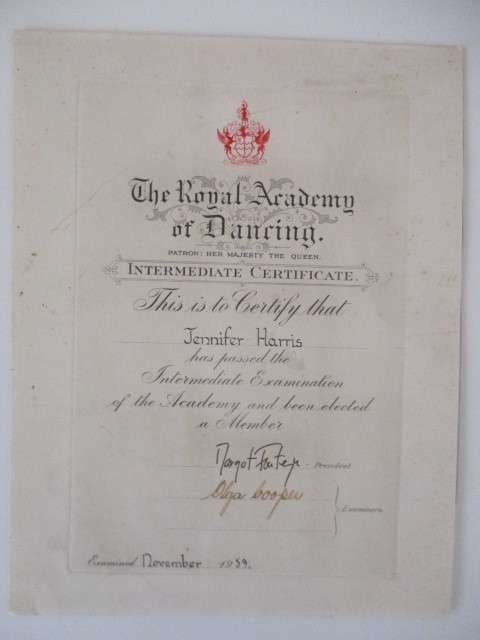 The Royal Academy
of Dancing.
PATRON: HER MAJESTY THE QUEEN.
INTERMEDIATE CERTIFICATE.
This is to Certify that
Jennifer Harris
has passed the
Intermediate Examination
of the Academy and been elected
a Member
Margot Fonteyn - President
Olga Cooper
Examiners
Examined November 1959.